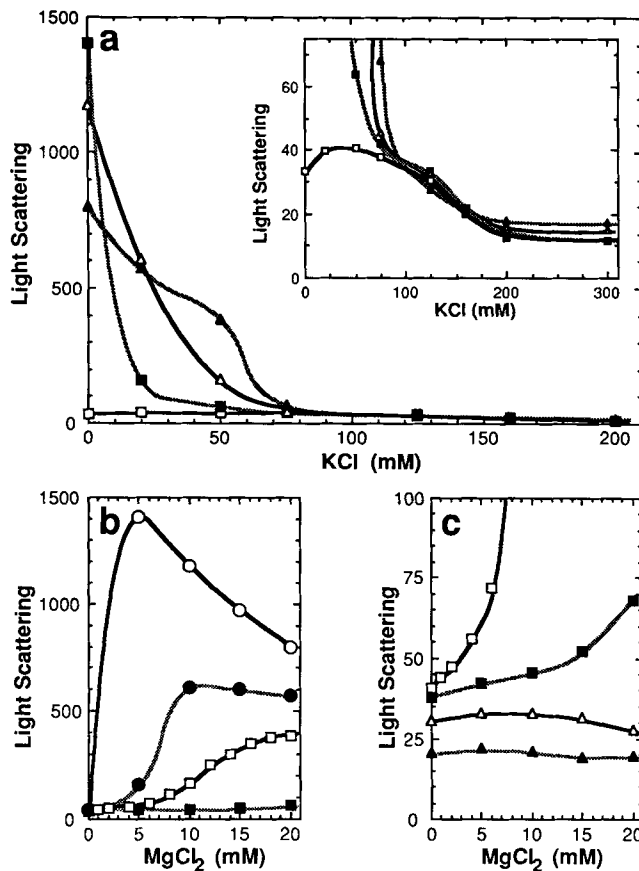 a
1500
1000
500
0
Light Scattering
0 50 100 150 200
KCl (mM)
60
40
20
0
Light Scattering
0 100 200 300
KCl (mM)
b
1500
1000
500
0
Light Scattering
0 5 10 15 20
MgCl2 (mM)
c
100
75
50
25
0
Light Scattering
0 5 10 15 20
MgCl2 (mM)